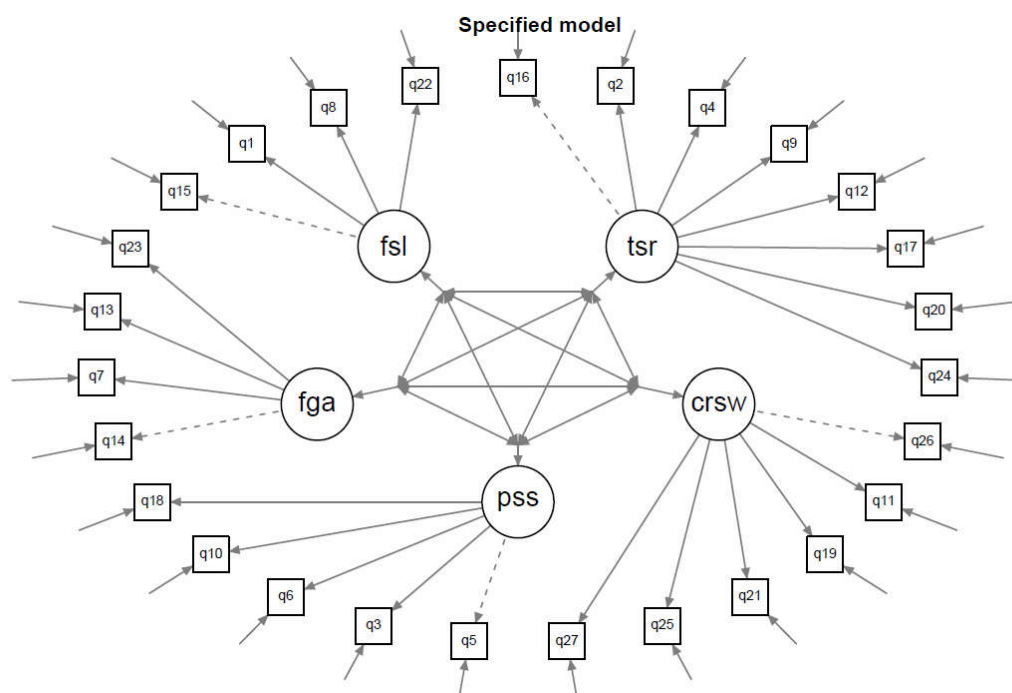 Specified model
q16
q2
q22
q4
q8
q9
q1
q12
q15
fsl
tsr
q23
q17
q13
q20
q7
q24
fga
crsw
q14
q26
q18
pss
q11
q10
q19
q6
q21
q3
q25
q5
q27